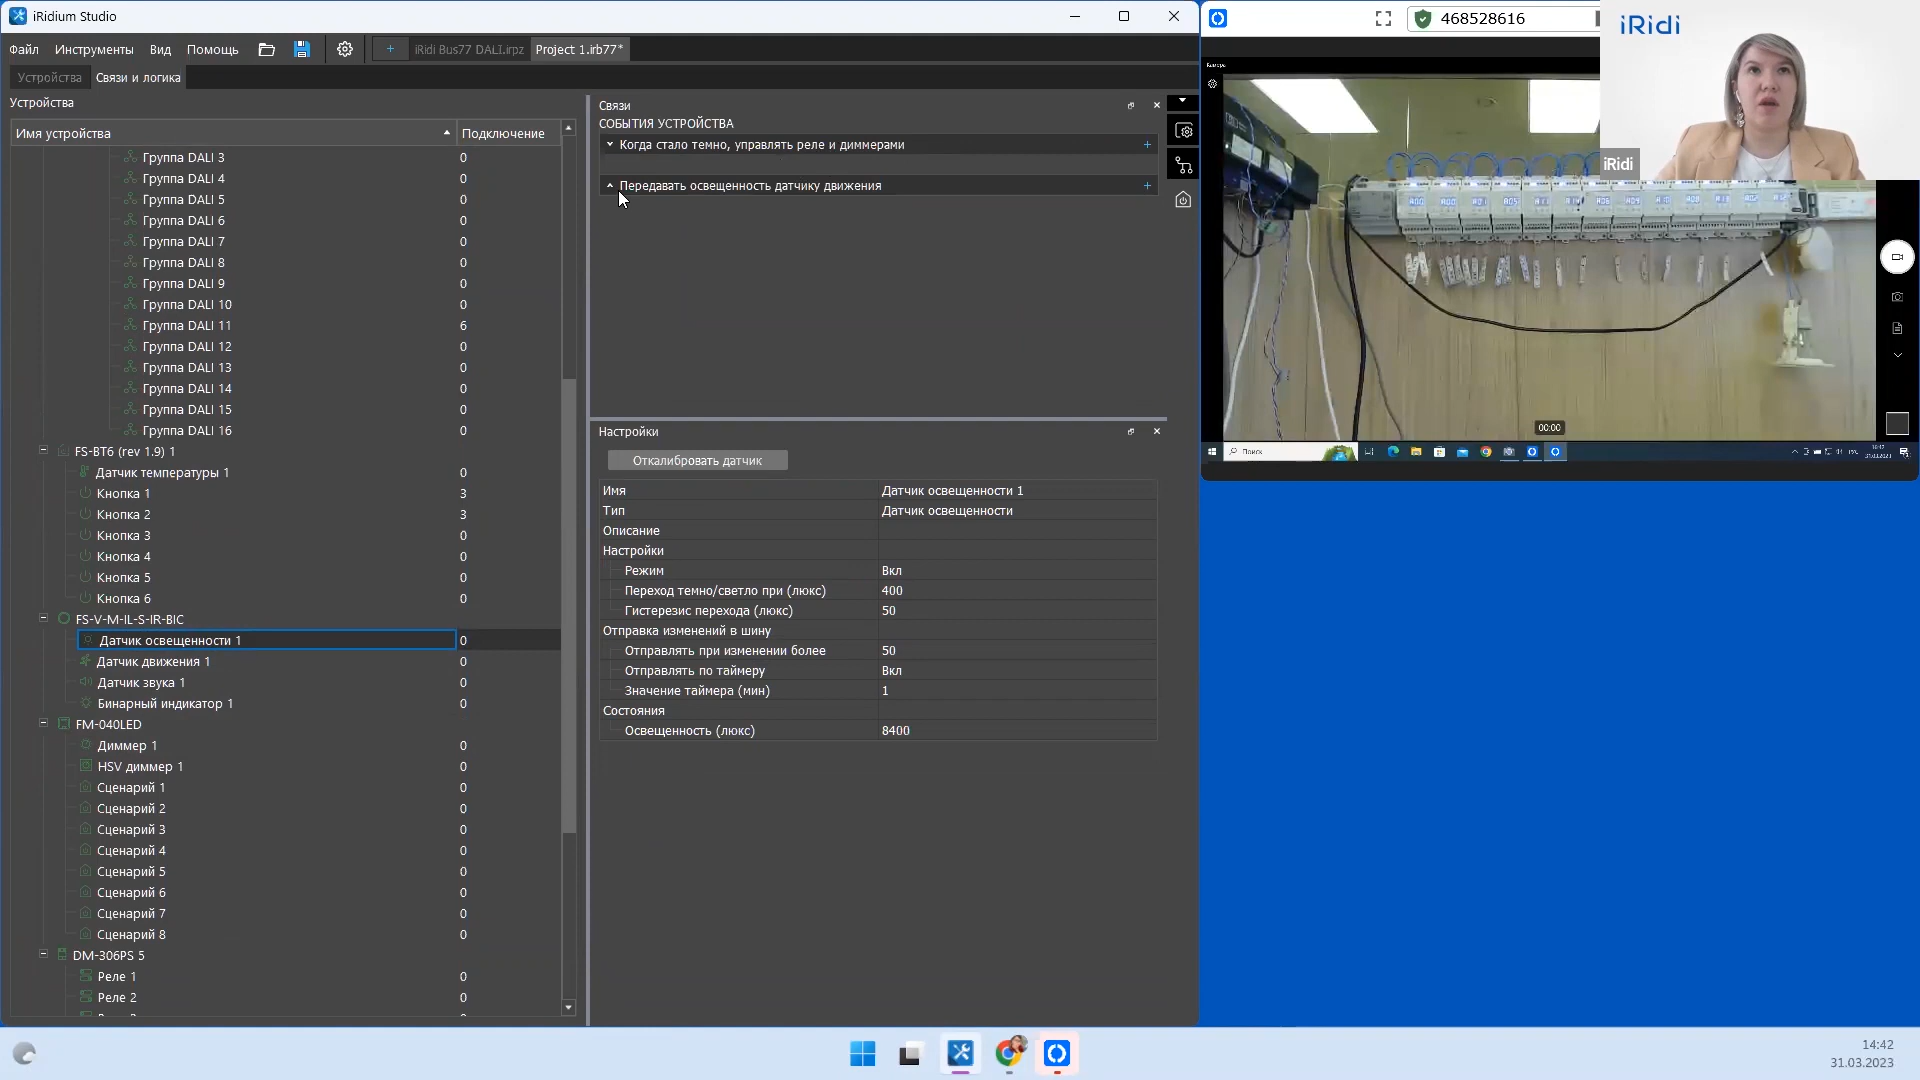 iRidium Studio
Файл Инструменты Вид Помощь
+ iRidi Bus77 DALI.irpz Project 1.irb77*
Устройства Связи и логика
Устройства
Имя устройства Подключение
Группа DALI 3 0
Группа DALI 4 0
Группа DALI 5 0
Группа DALI 6 0
Группа DALI 7 0
Группа DALI 8 0
Группа DALI 9 0
Группа DALI 10 0
Группа DALI 11 6
Группа DALI 12 0
Группа DALI 13 0
Группа DALI 14 0
Группа DALI 15 0
Группа DALI 16 0
FS-BT6 (rev 1.9) 1
Датчик температуры 1 0
Кнопка 1 3
Кнопка 2 3
Кнопка 3 0
Кнопка 4 0
Кнопка 5 0
Кнопка 6 0
FS-V-M-IL-S-IR-BIC
Датчик освещенности 1 0
Датчик движения 1 0
Датчик звука 1 0
Бинарный индикатор 1 0
FM-040LED
Диммер 1 0
HSV диммер 1 0
Сценарий 1 0
Сценарий 2 0
Сценарий 3 0
Сценарий 4 0
Сценарий 5 0
Сценарий 6 0
Сценарий 7 0
Сценарий 8 0
DM-306PS 5
Реле 1 0
Реле 2 0
Связи
СОБЫТИЯ УСТРОЙСТВА
Когда стало темно, управлять реле и диммерами +
Передавать освещенность датчику движения +
Настройки
Откалибровать датчик
Имя Датчик освещенности 1
Тип Датчик освещенности
Описание
Настройки
Режим Вкл
Переход темно/светло при (люкс) 400
Гистерезис перехода (люкс) 50
Отправка изменений в шину
Отправлять при изменении более 50
Отправлять по таймеру Вкл
Значение таймера (мин) 1
Состояния
Освещенность (люкс) 8400
468528616
Камера
iRidi
iRidi
00:00
Поиск
14:42
31.03.2023